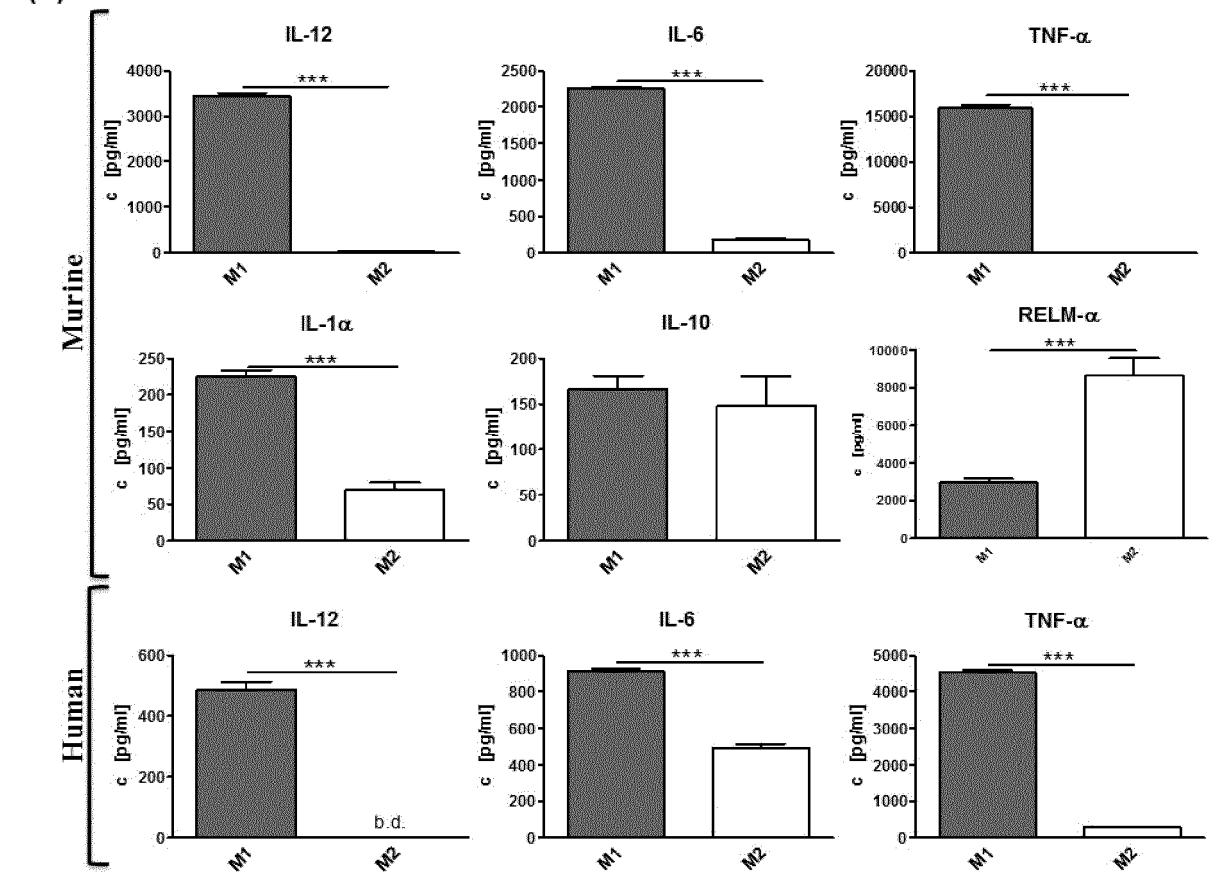 Murine
IL-12
c [pg/ml]
4000
3000
2000
1000
0
***
M1
M2
IL-6
c [pg/ml]
2500
2000
1500
1000
500
0
***
M1
M2
TNF-α
c [pg/ml]
20000
15000
10000
5000
0
***
M1
M2
IL-1α
c [pg/ml]
250
200
150
100
50
0
***
M1
M2
IL-10
c [pg/ml]
200
150
100
50
0
M1
M2
RELM-α
c [pg/ml]
10000
8000
6000
4000
2000
0
***
M1
M2
Human
IL-12
c [pg/ml]
600
400
200
0
***
b.d.
M1
M2
IL-6
c [pg/ml]
1000
800
600
400
200
0
***
M1
M2
TNF-α
c [pg/ml]
5000
4000
3000
2000
1000
0
***
M1
M2